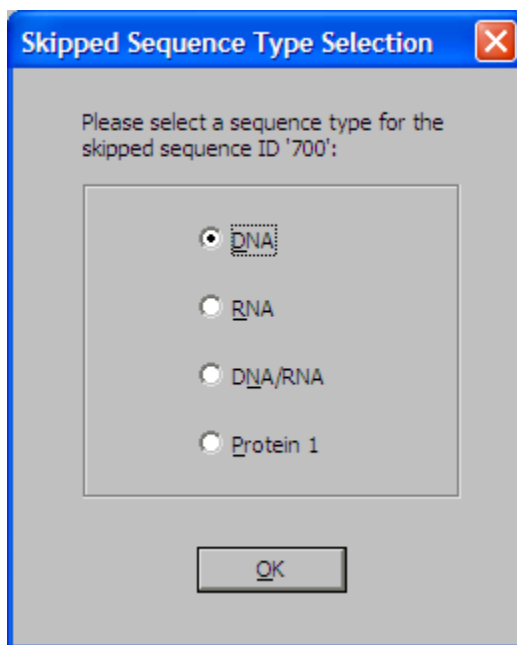 Skipped Sequence Type Selection
Please select a sequence type for the
skipped sequence ID '700':
DNA
RNA
DNA/RNA
Protein 1
OK